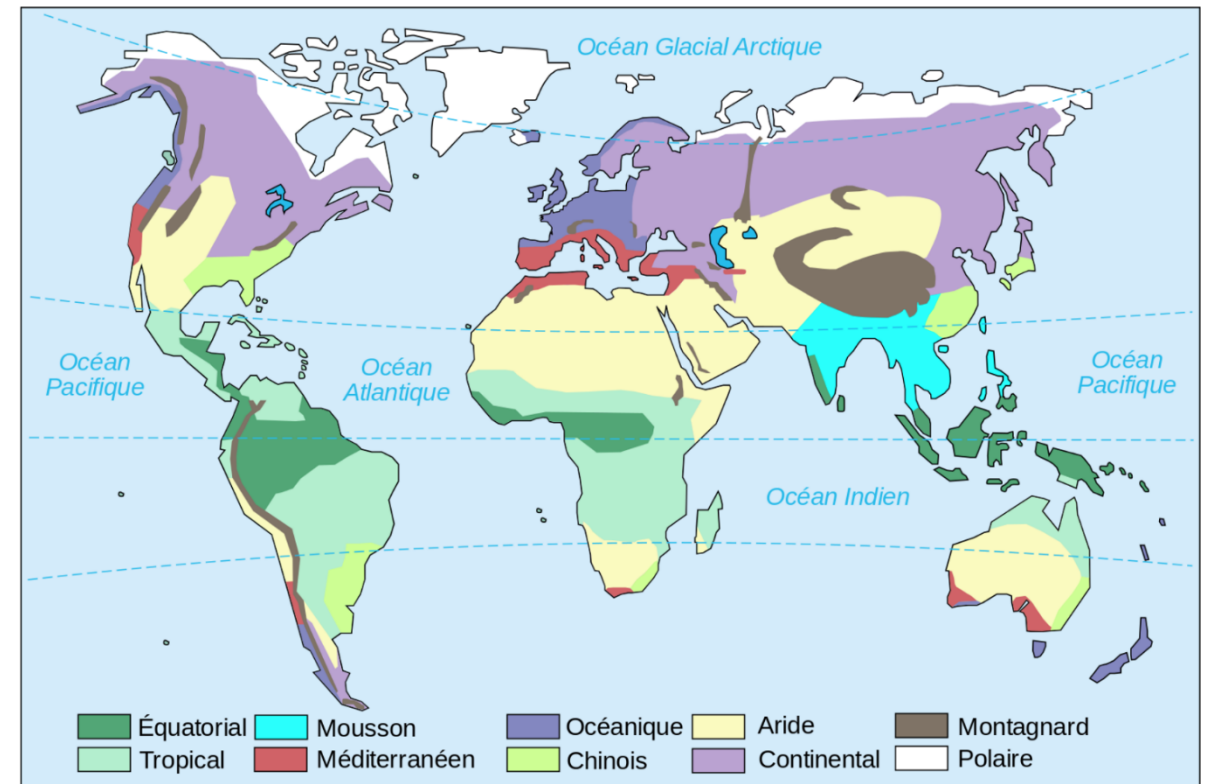 Océan Glacial Arctique
Océan
Pacifique
Océan
Atlantique
Océan
Pacifique
Océan Indien
Équatorial
Mousson
Océanique
Aride
Montagnard
Tropical
Méditerranéen
Chinois
Continental
Polaire